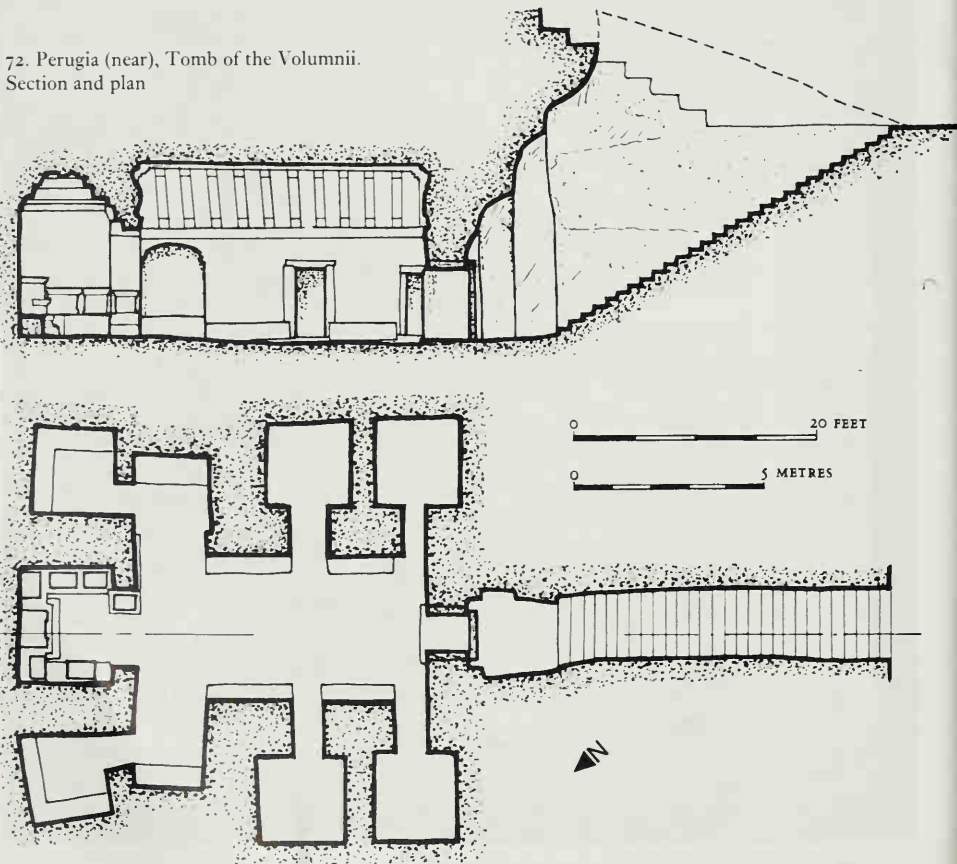 72. Perugia (near), Tomb of the Volumnii.
Section and plan
0 20 FEET
0 5 METRES
N